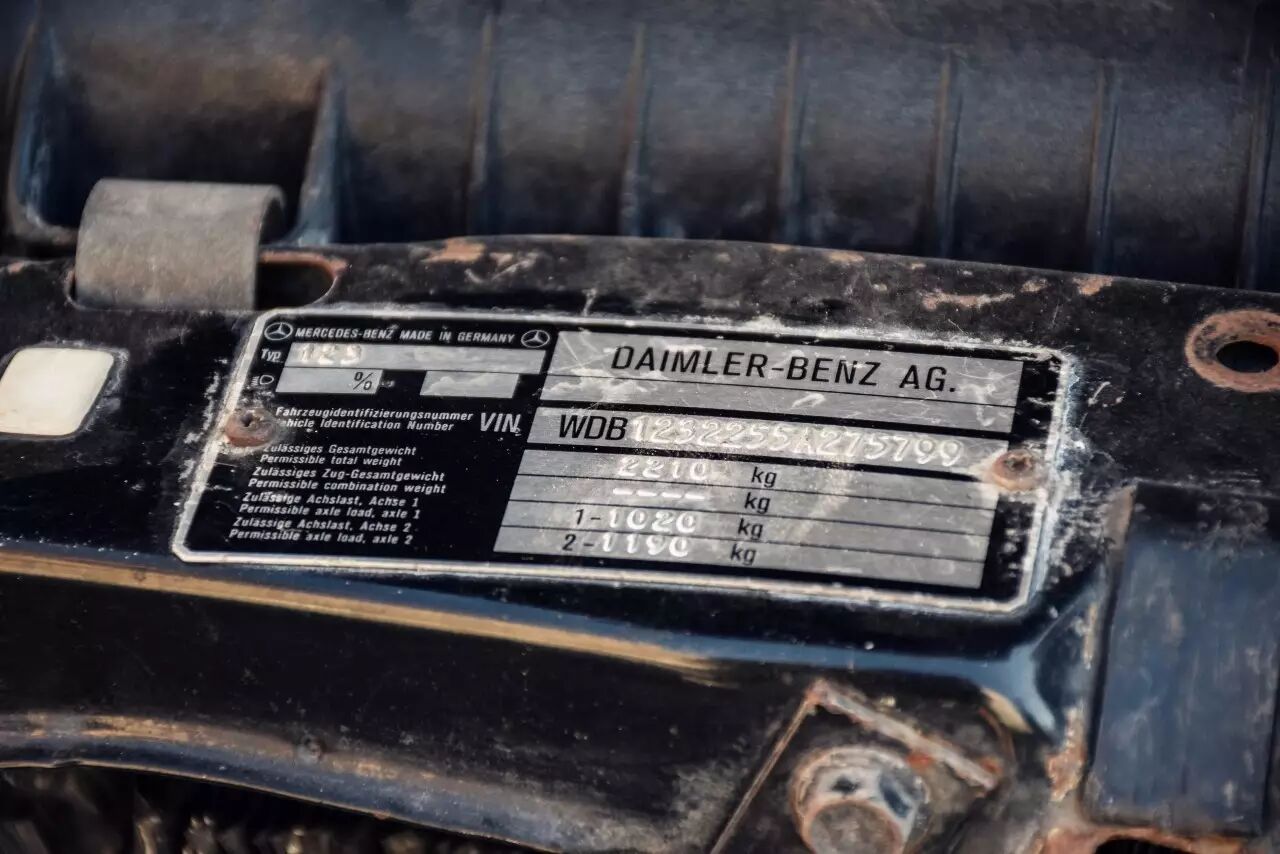 MERCEDES-BENZ MADE IN GERMANY
Typ 123
%
DAIMLER-BENZ AG.
Fahrzeugidentifizierungsnummer
Vehicle Identification Number VIN WDB1232255A275799
Zulässiges Gesamtgewicht
Permissible total weight 2210 kg
Zulässiges Zug-Gesamtgewicht
Permissible combination weight ---- kg
Zulässige Achslast, Achse 1
Permissible axle load, axle 1 1-1020 kg
Zulässige Achslast, Achse 2
Permissible axle load, axle 2 2-1190 kg